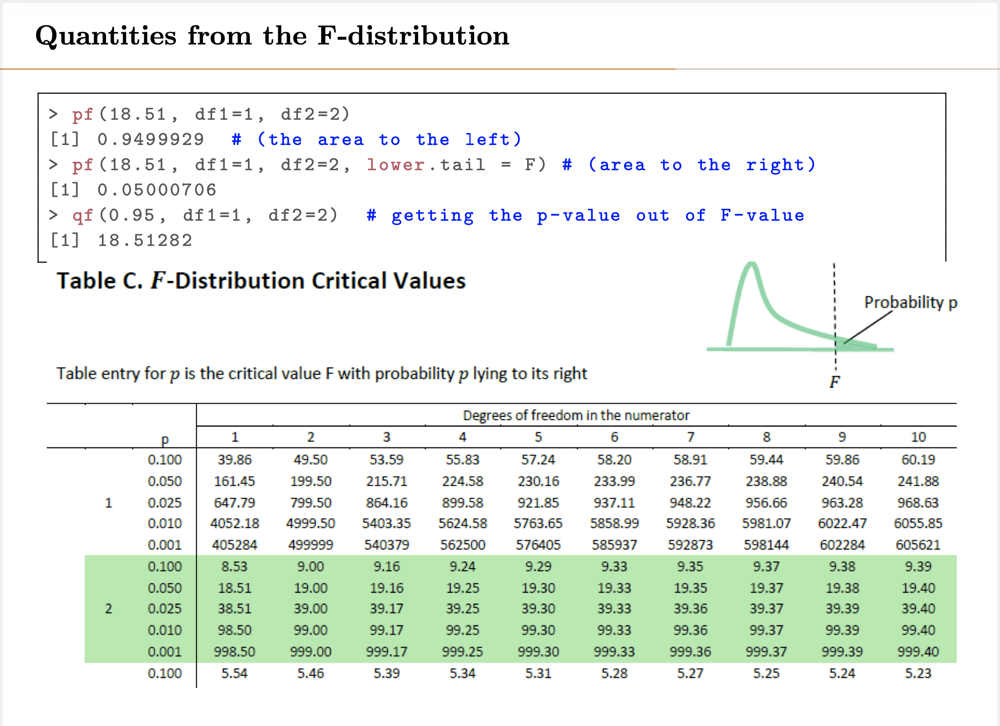 Quantities from the F-distribution
> pf(18.51, df1=1, df2=2)
[1] 0.9499929 # (the area to the left)
> pf(18.51, df1=1, df2=2, lower.tail = F) # (area to the right)
[1] 0.05000706
> qf(0.95, df1=1, df2=2) # getting the p-value out of F-value
[1] 18.51282
Table C. F-Distribution Critical Values
Probability p
F
Table entry for p is the critical value F with probability p lying to its right
Degrees of freedom in the numerator
p 1 2 3 4 5 6 7 8 9 10
0.100 39.86 49.50 53.59 55.83 57.24 58.20 58.91 59.44 59.86 60.19
0.050 161.45 199.50 215.71 224.58 230.16 233.99 236.77 238.88 240.54 241.88
1 0.025 647.79 799.50 864.16 899.58 921.85 937.11 948.22 956.66 963.28 968.63
0.010 4052.18 4999.50 5403.35 5624.58 5763.65 5858.99 5928.36 5981.07 6022.47 6055.85
0.001 405284 499999 540379 562500 576405 585937 592873 598144 602284 605621
0.100 8.53 9.00 9.16 9.24 9.29 9.33 9.35 9.37 9.38 9.39
0.050 18.51 19.00 19.16 19.25 19.30 19.33 19.35 19.37 19.38 19.40
2 0.025 38.51 39.00 39.17 39.25 39.30 39.33 39.36 39.37 39.39 39.40
0.010 98.50 99.00 99.17 99.25 99.30 99.33 99.36 99.37 99.39 99.40
0.001 998.50 999.00 999.17 999.25 999.30 999.33 999.36 999.37 999.39 999.40
0.100 5.54 5.46 5.39 5.34 5.31 5.28 5.27 5.25 5.24 5.23